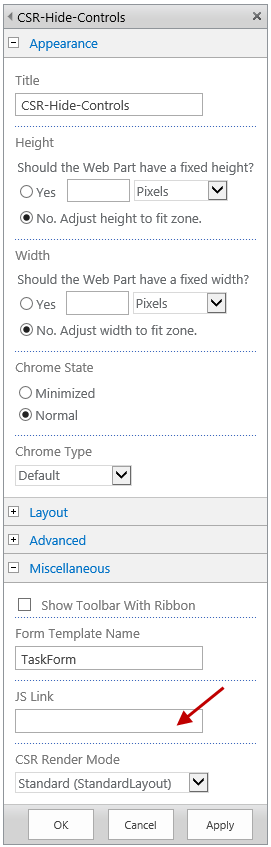 CSR-Hide-Controls
Appearance
Title
CSR-Hide-Controls
Height
Should the Web Part have a fixed height?
Yes Pixels
No. Adjust height to fit zone.
Width
Should the Web Part have a fixed width?
Yes Pixels
No. Adjust width to fit zone.
Chrome State
Minimized
Normal
Chrome Type
Default
Layout
Advanced
Miscellaneous
Show Toolbar With Ribbon
Form Template Name
TaskForm
JS Link
CSR Render Mode
Standard (StandardLayout)
OK Cancel Apply